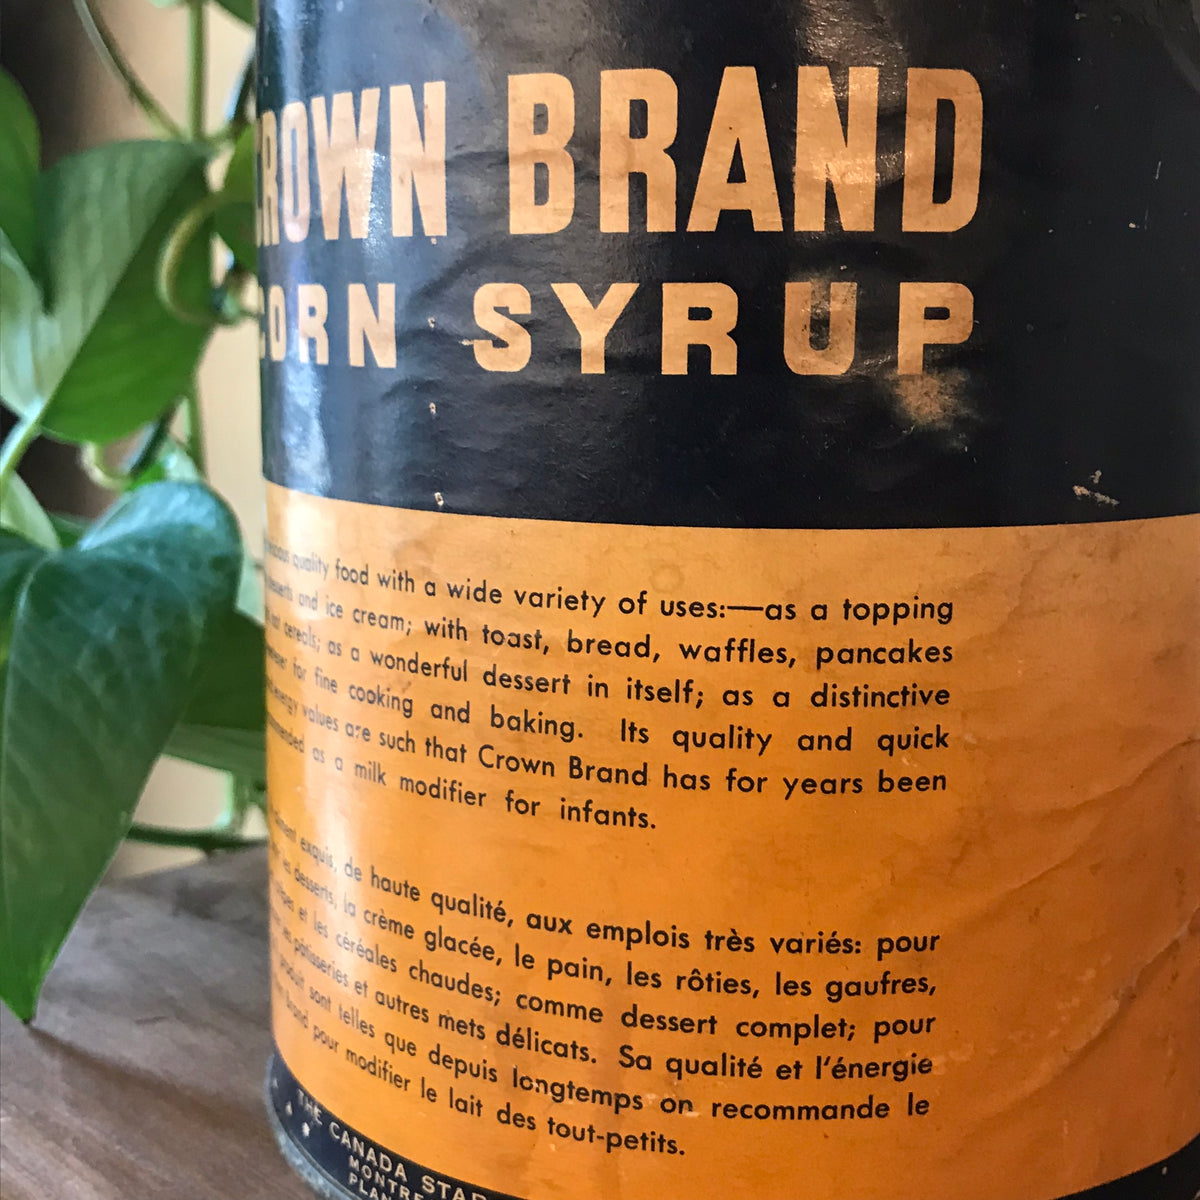 CROWN BRAND
CORN SYRUP
quality food with a wide variety of uses:—as a topping
and ice cream; with toast, bread, waffles, pancakes
cereals; as a wonderful dessert in itself; as a distinctive
for fine cooking and baking. Its quality and quick
energy values are such that Crown Brand has for years been
as a milk modifier for infants.
exquis, de haute qualité, aux emplois très variés: pour
les desserts, la crème glacée, le pain, les rôties, les gaufres,
et les céréales chaudes; comme dessert complet; pour
les pâtisseries et autres mets délicats. Sa qualité et l'énergie
produit sont telles que depuis longtemps on recommande le
Brand pour modifier le lait des tout-petits.
THE CANADA